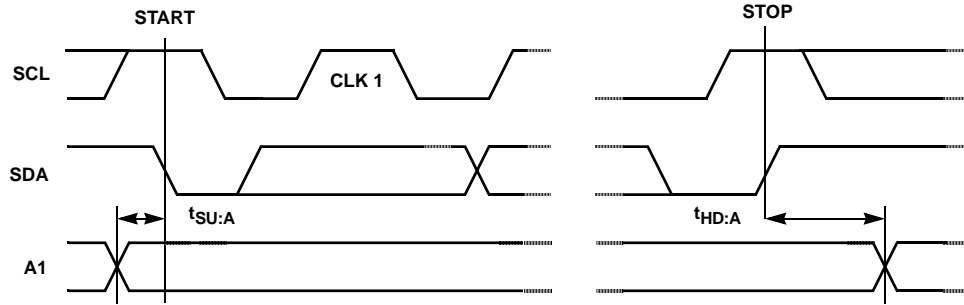 START
STOP
SCL
CLK 1
SDA
tSU:A
tHD:A
A1